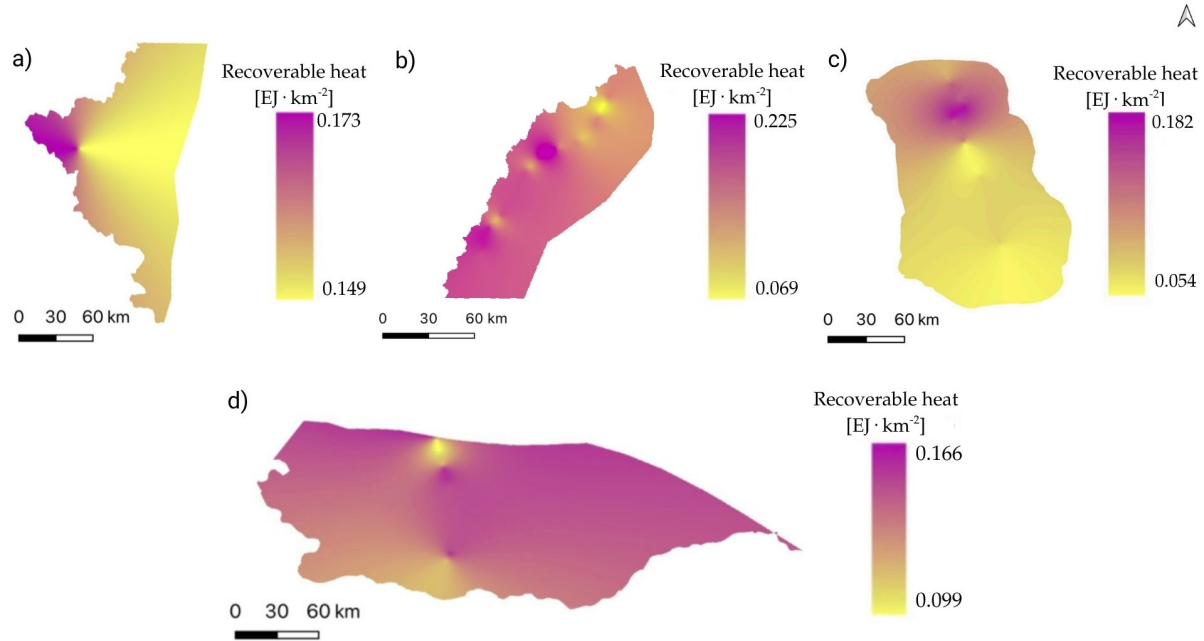 a)
Recoverable heat
[EJ · km⁻²]
0.173
0.149
0 30 60 km
b)
Recoverable heat
[EJ · km⁻²]
0.225
0.069
0 30 60 km
c)
Recoverable heat
[EJ · km⁻²]
0.182
0.054
0 30 60 km
d)
Recoverable heat
[EJ · km⁻²]
0.166
0.099
0 30 60 km